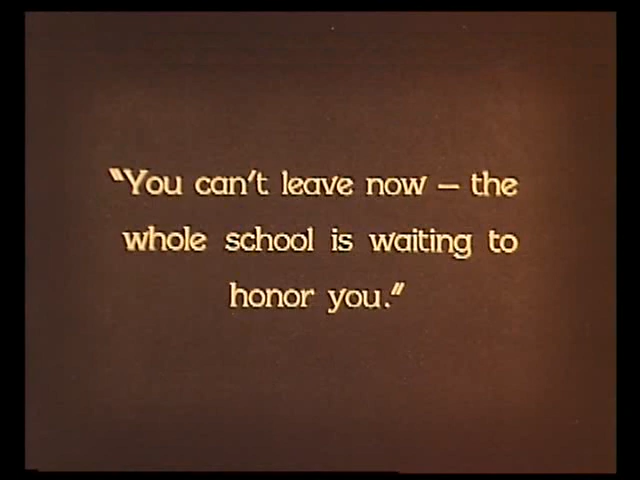 “You can't leave now — the
whole school is waiting to
honor you.”